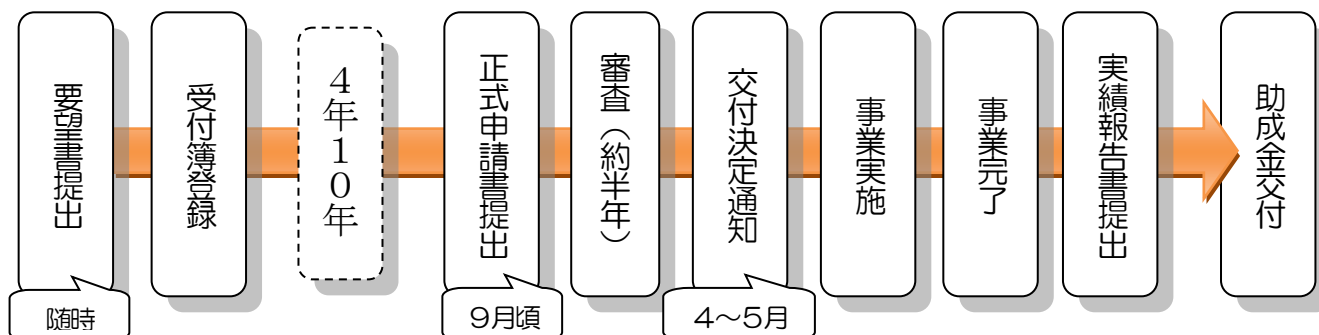 要望書提出
受付簿登録
4年10年
正式申請書提出
審査（約半年）
交付決定通知
事業実施
事業完了
実績報告書提出
助成金交付
随時
9月頃
4～5月